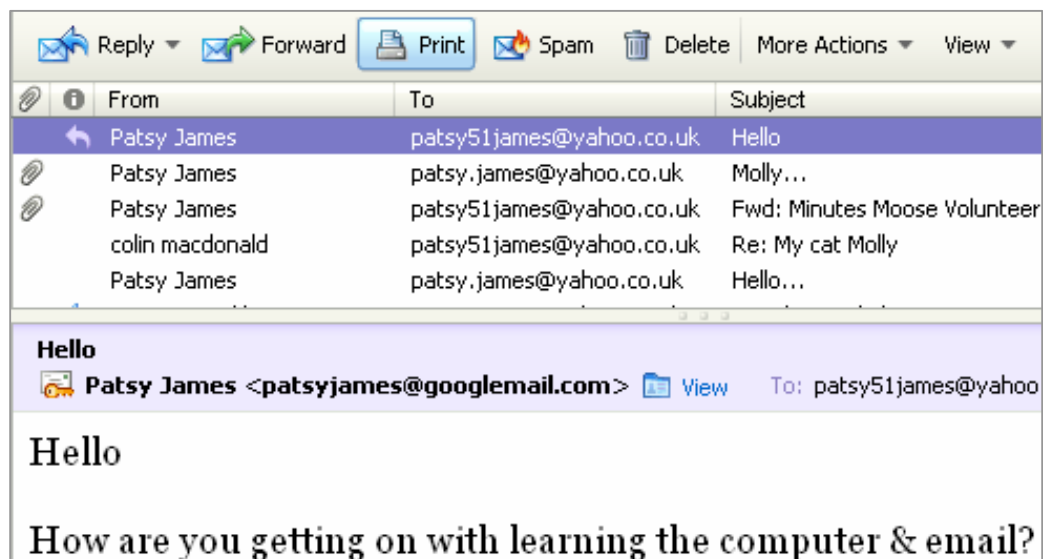 Reply Forward Print Spam Delete More Actions View
From To Subject
Patsy James patsy51james@yahoo.co.uk Hello
Patsy James patsy.james@yahoo.co.uk Molly...
Patsy James patsy51james@yahoo.co.uk Fwd: Minutes Moose Volunteer
colin macdonald patsy51james@yahoo.co.uk Re: My cat Molly
Patsy James patsy.james@yahoo.co.uk Hello...
Hello
Patsy James <patsyjames@googlemail.com> View To: patsy51james@yahoo
Hello
How are you getting on with learning the computer & email?